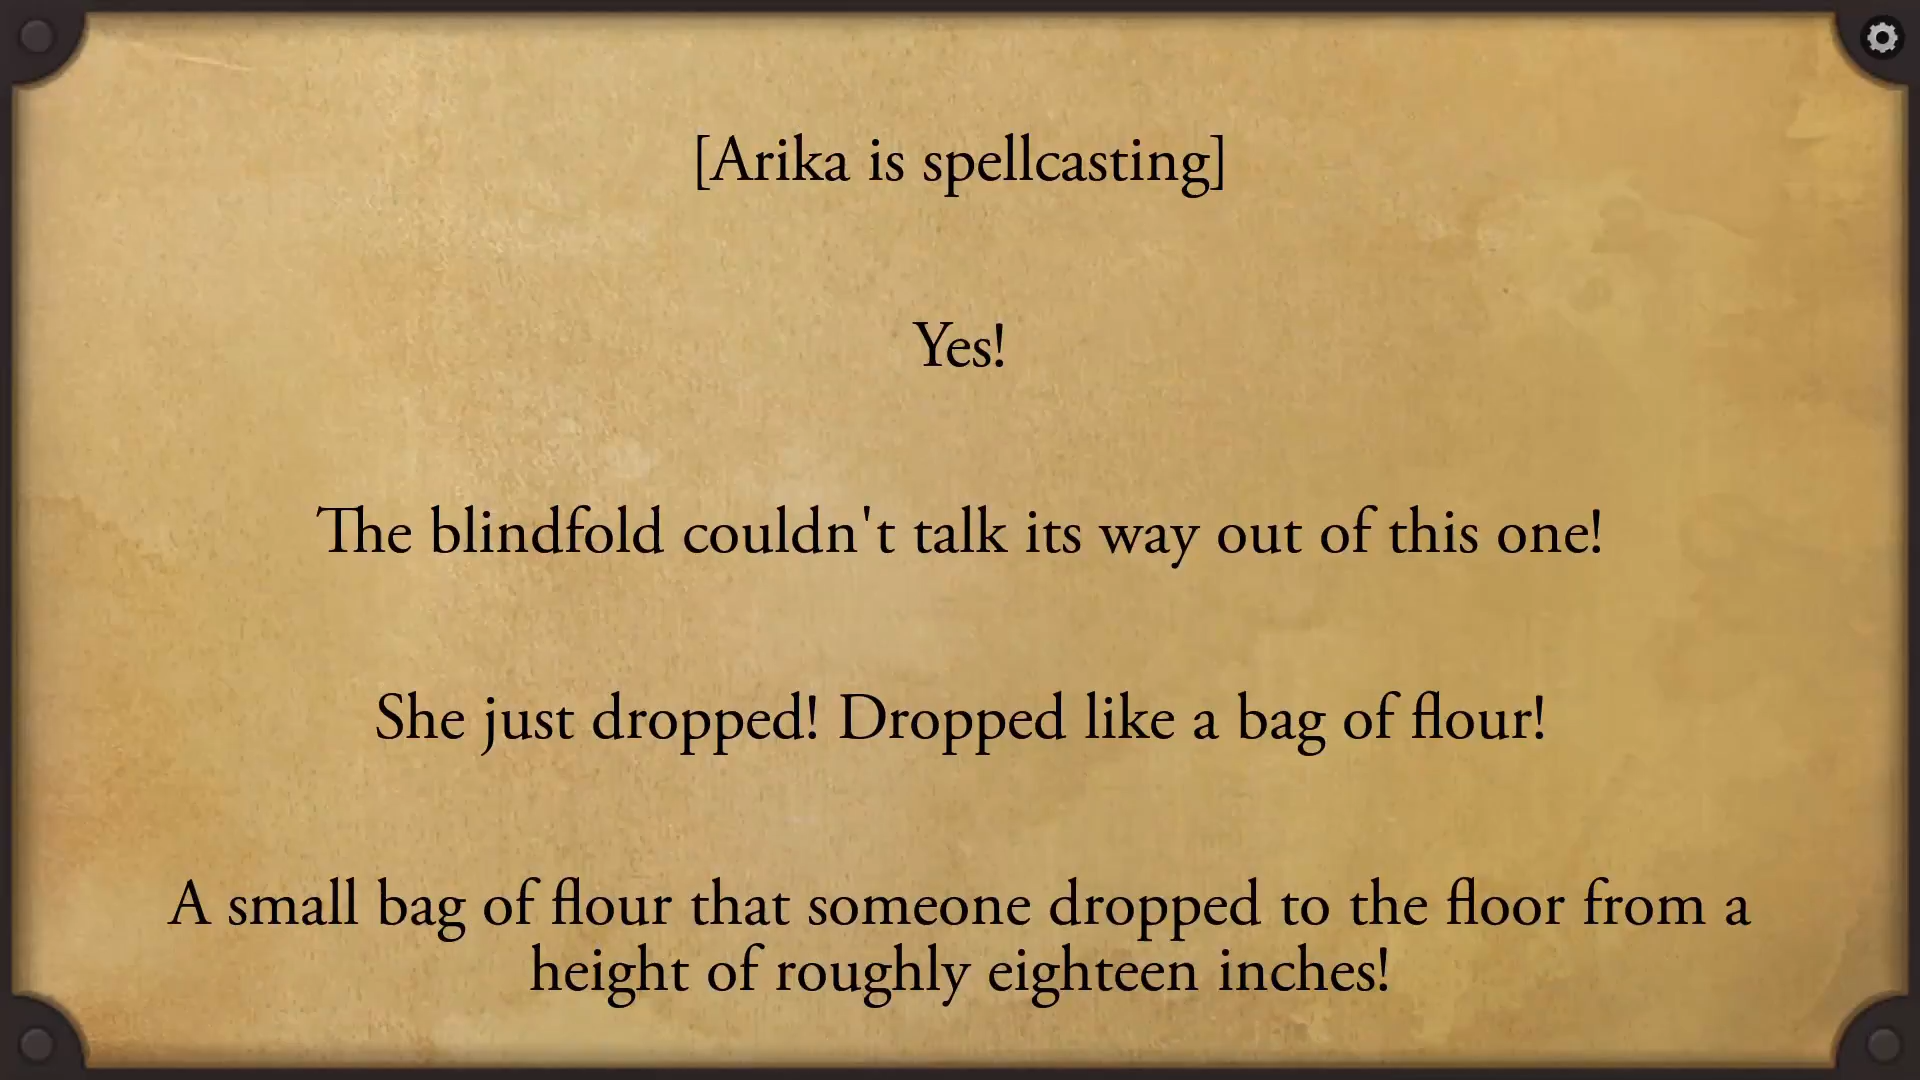 [Arika is spellcasting]
Yes!
The blindfold couldn't talk its way out of this one!
She just dropped! Dropped like a bag of flour!
A small bag of flour that someone dropped to the floor from a
height of roughly eighteen inches!